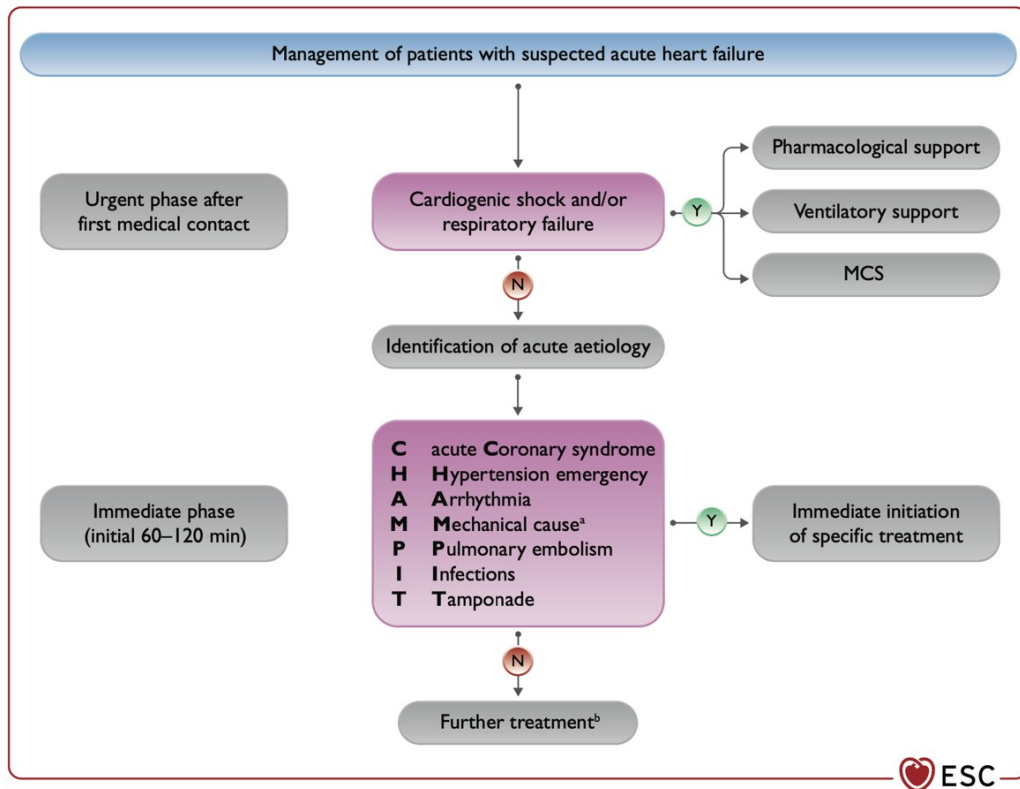 Management of patients with suspected acute heart failure
Urgent phase after
first medical contact
Cardiogenic shock and/or
respiratory failure
Y
Pharmacological support
Ventilatory support
MCS
N
Identification of acute aetiology
Immediate phase
(initial 60–120 min)
C acute Coronary syndrome
H Hypertension emergency
A Arrhythmia
M Mechanical causeᵃ
P Pulmonary embolism
I Infections
T Tamponade
Y
Immediate initiation
of specific treatment
N
Further treatmentᵇ
ESC